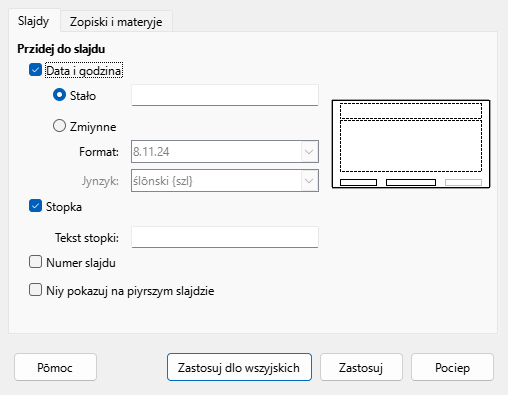 Slajdy Zopiski i materyje
Przidej do slajdu
Data i godzina
Stało
Zmiynne
Format: 8.11.24
Jynzyk: ślōnski {szl}
Stopka
Tekst stopki:
Numer slajdu
Niy pokazuj na piyrszym slajdzie
Pōmoc Zastosuj dlo wszyjskich Zastosuj Pociep